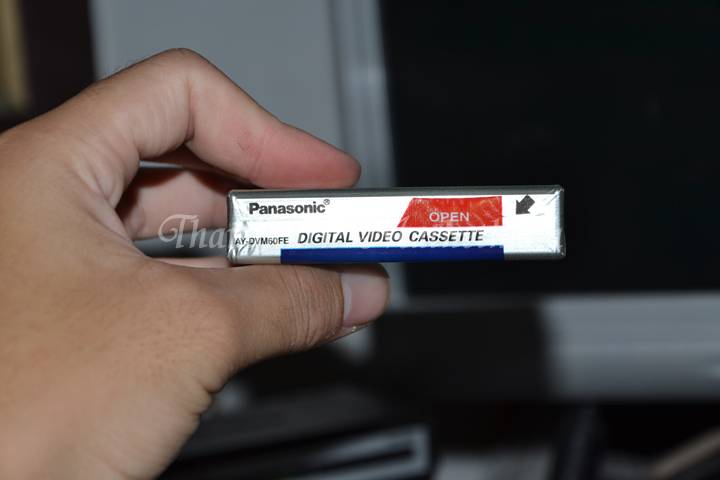 Panasonic®
OPEN
AY-DVM60FE DIGITAL VIDEO CASSETTE